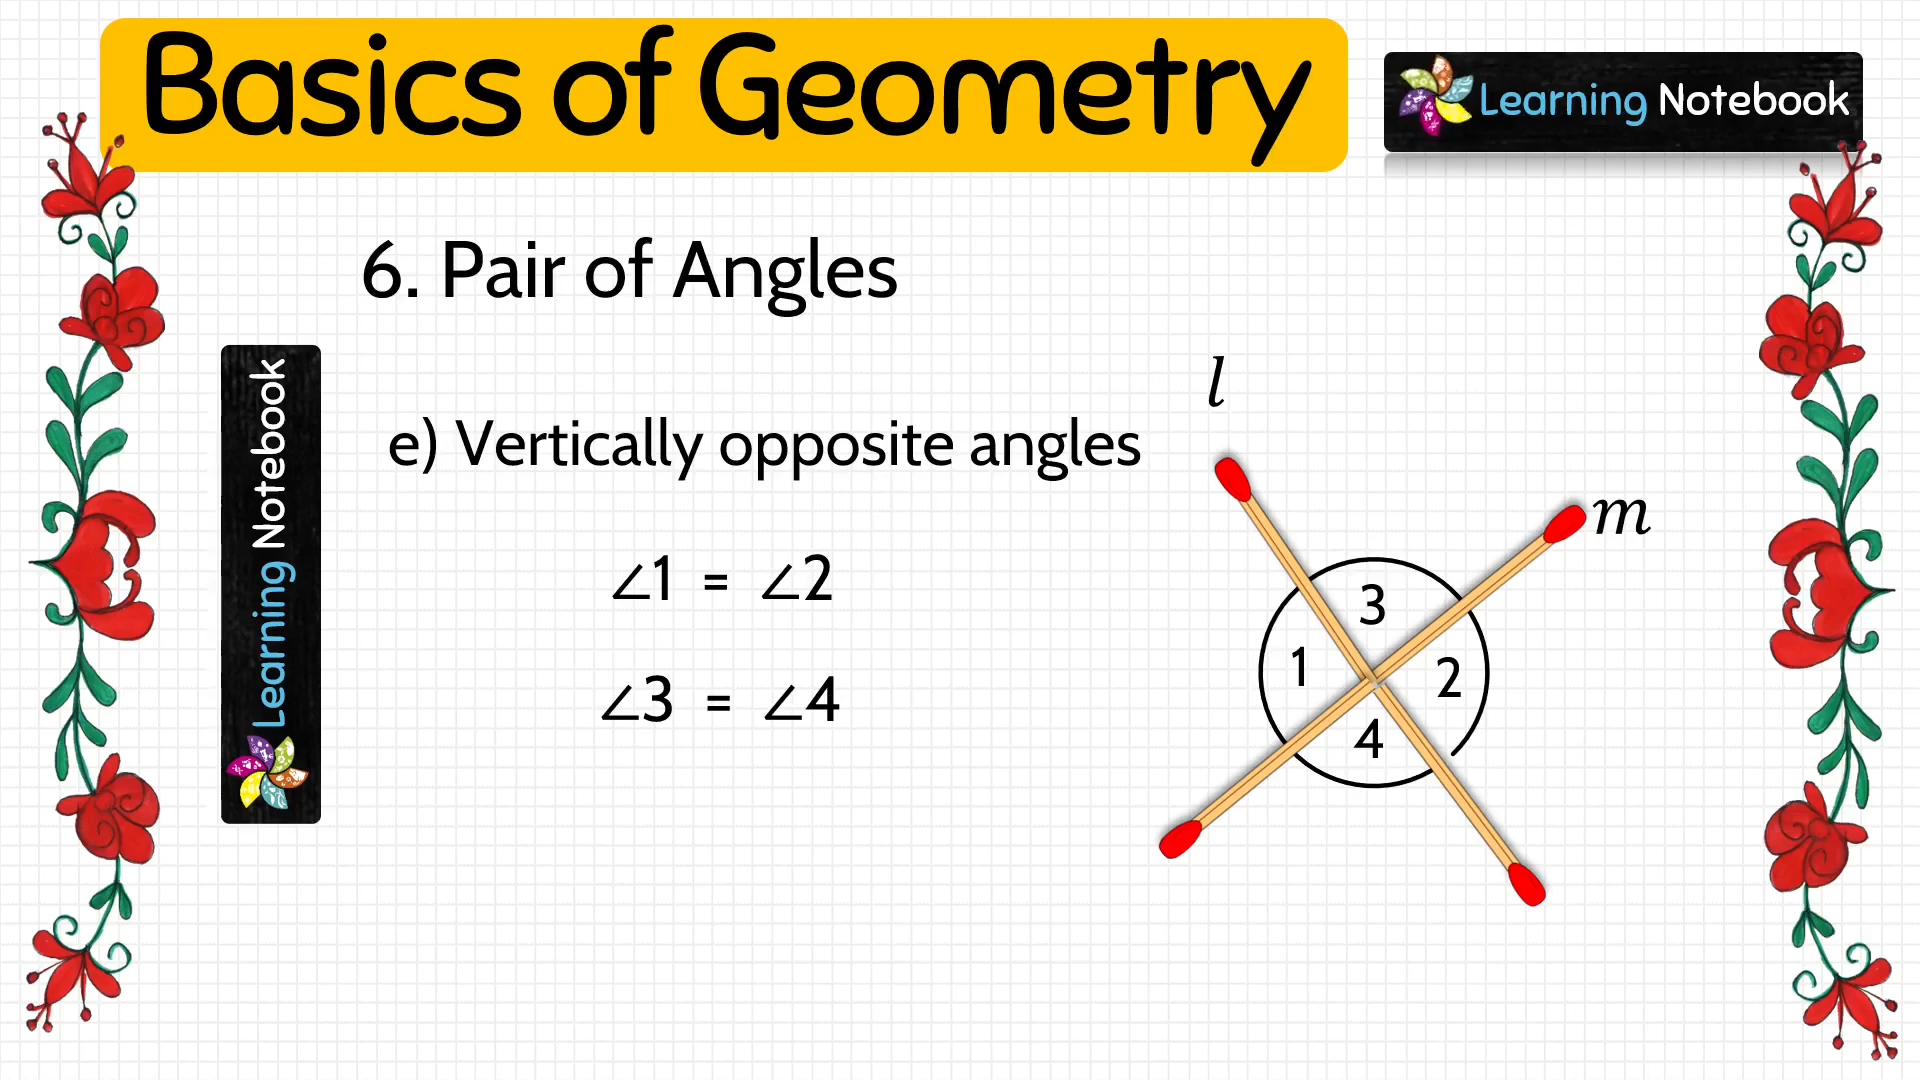 Basics of Geometry
Learning Notebook
6. Pair of Angles
Learning Notebook
e) Vertically opposite angles
∠1 = ∠2
∠3 = ∠4
l
m
3
1
2
4